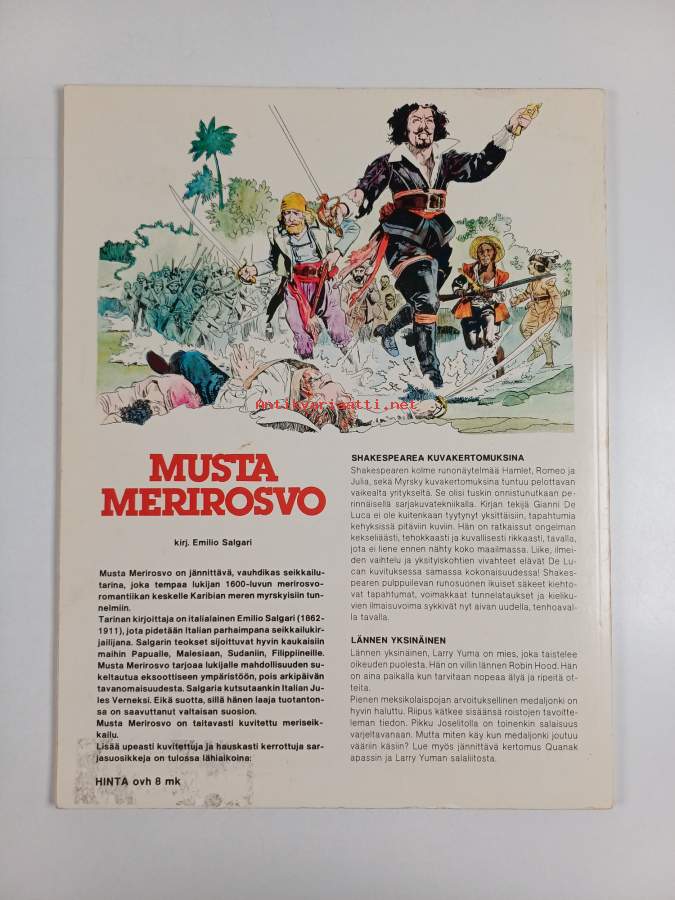 Antikvariaatti.net
MUSTA
MERIROSVO
kirj. Emilio Salgari
Musta Merirosvo on jännittävä, vauhdikas seikkailu-
tarina, joka tempaa lukijan 1600-luvun merirosvo-
romantiikan keskelle Karibian meren myrskyisiin tun-
nelmiin.
Tarinan kirjoittaja on italialainen Emilio Salgari (1862-
1911), jota pidetään Italian parhaimpana seikkailukir-
jailijana. Salgarin teokset sijoittuvat hyvin kaukaisiin
maihin Papualle, Malesiaan, Sudaniin, Filippiineille.
Musta Merirosvo tarjoaa lukijalle mahdollisuuden su-
keltautua eksoottiseen ympäristöön, pois arkipäivän
tavanomaisuudesta. Salgaria kutsutaankin Italian Ju-
les Verneksi. Eikä suotta, sillä hänen laaja tuotanton-
sa on saavuttanut valtaisan suosion.
Musta Merirosvo on taitavasti kuvitettu meriseik-
kailu.
Lisää upeasti kuvitettuja ja hauskasti kerrottuja sar-
jasuosikkeja on tulossa lähiaikoina:
HINTA ovh 8 mk
SHAKESPEAREA KUVAKERTOMUKSINA
Shakespearen kolme runonäytelmää Hamlet, Romeo ja
Julia, sekä Myrsky kuvakertomuksina tuntuu pelottavan
vaikealta yritykseltä. Se olisi tuskin onnistunutkaan pe-
rinnäisellä sarjakuvatekniikalla. Kirjan tekijä Gianni De
Luca ei ole kuitenkaan tyytynyt yksittäisiin, tapahtumia
kehyksissä pitäviin kuviin. Hän on ratkaissut ongelman
kekseliäästi, tehokkaasti ja kuvallisesti rikkaasti, tavalla,
jota ei liene ennen nähty koko maailmassa. Liike, ilmei-
den vaihtelu ja yksityiskohtien vivahteet elävät De Lu-
can kuvituksessa samassa kokonaisuudessa! Shakes-
pearen pulppuilevan runosuonen ikuiset säkeet kiehto-
vat tapahtumat, voimakkaat tunnelataukset ja kieliku-
vien ilmaisuvoima sykkivät nyt aivan uudella, tenhoaval-
la tavalla.
LÄNNEN YKSINÄINEN
Lännen yksinäinen, Larry Yuma on mies, joka taistelee
oikeuden puolesta. Hän on villin lännen Robin Hood. Hän
on aina paikalla kun tarvitaan nopeaa älyä ja ripeitä ot-
teita.
Pienen meksikolaispojan arvoituksellinen medaljonki on
hyvin haluttu. Riipus kätkee sisäänsä roistojen tavoitte-
leman tiedon. Pikku Joselitolla on toinenkin salaisuus
varjeltavanaan. Mutta miten käy kun medaljonki joutuu
vääriin käsiin? Lue myös jännittävä kertomus Quanak
apassin ja Larry Yuman salaliitosta.